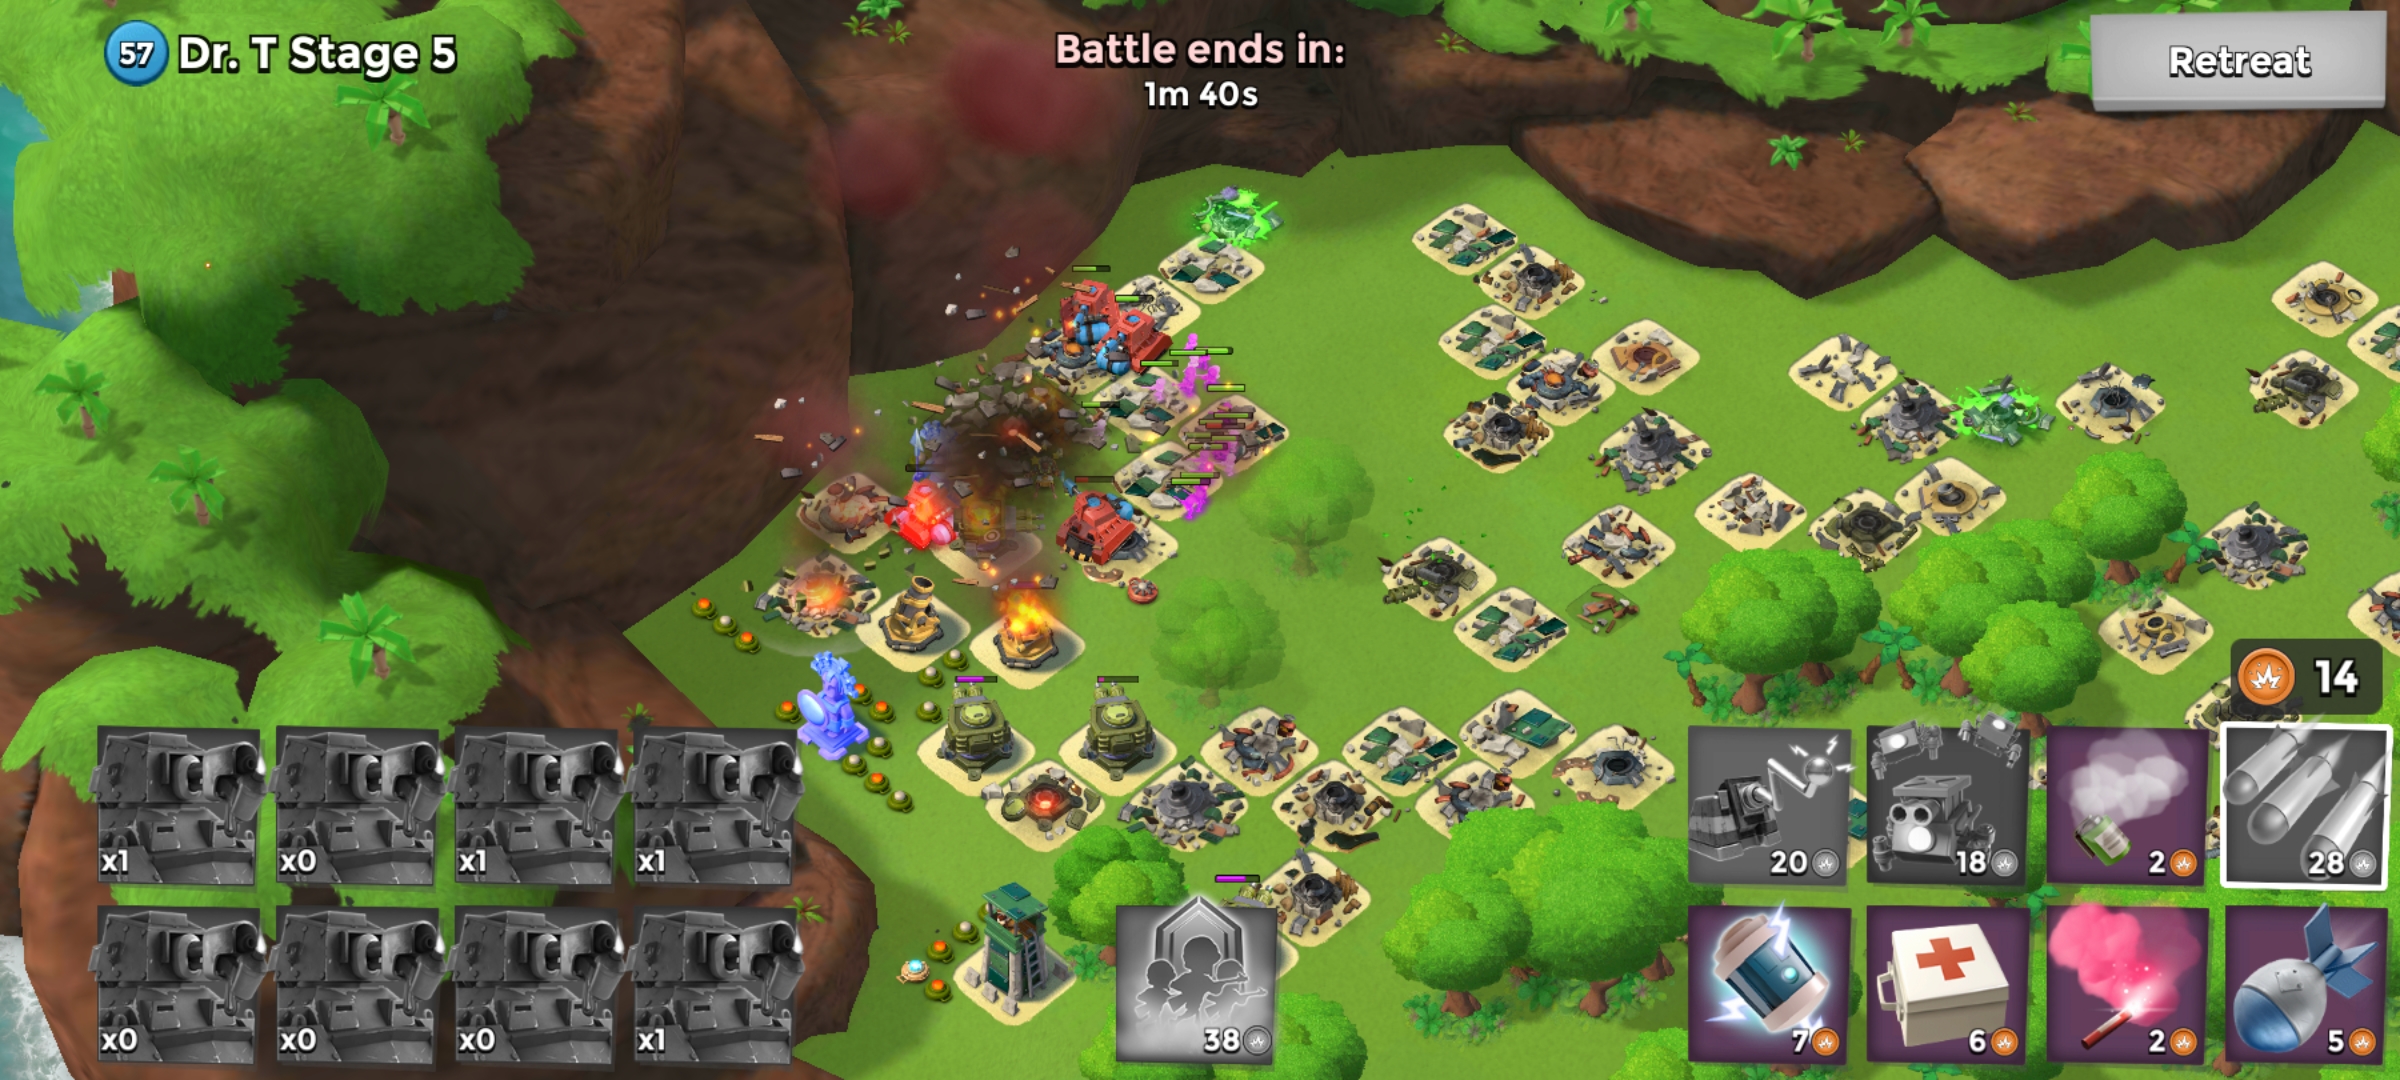 57 Dr. T Stage 5
Battle ends in:
1m 40s
Retreat
14
x1
x0
x1
x1
20
18
2
28
x0
x0
x0
x1
38
7
6
2
5